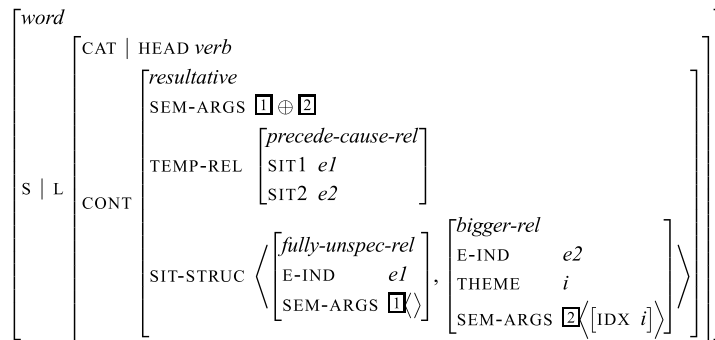 word
CAT | HEAD verb
resultative
SEM-ARGS 1 ⊕ 2
precede-cause-rel
TEMP-REL SIT1 e1
SIT2 e2
S | L CONT
bigger-rel
fully-unspec-rel E-IND e2
SIT-STRUC ⟨ E-IND e1 , THEME i ⟩
SEM-ARGS 1⟨⟩ SEM-ARGS 2⟨[IDX i]⟩